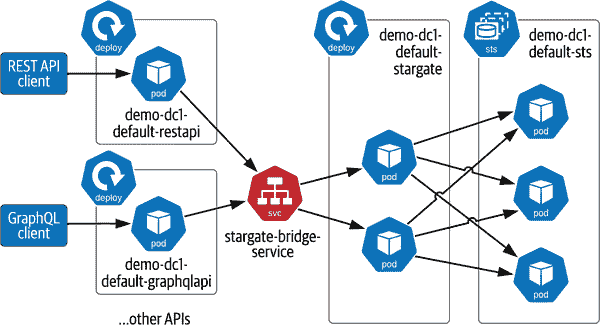 deploy
REST API
client
pod
demo-dc1-
default-restapi
deploy
GraphQL
client
pod
demo-dc1-
default-graphqlapi
...other APIs
svc
stargate-bridge-
service
deploy
demo-dc1-
default-
stargate
pod
pod
sts
demo-dc1-
default-sts
pod
pod
pod